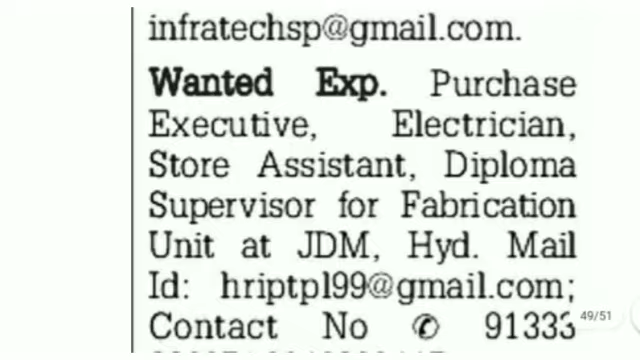 infratechsp@gmail.com.
Wanted Exp. Purchase
Executive, Electrician,
Store Assistant, Diploma
Supervisor for Fabrication
Unit at JDM, Hyd. Mail
Id: hriptpl99@gmail.com;
Contact No ✆ 91333
49/51